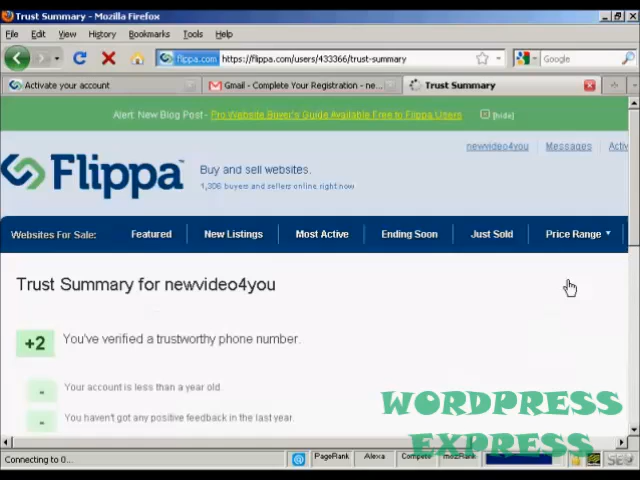 Trust Summary - Mozilla Firefox
File Edit View History Bookmarks Tools Help
flippa.com https://flippa.com/users/433366/trust-summary Google
Activate your account Gmail - Complete Your Registration - ne... Trust Summary
Alert: New Blog Post - Pro Website Buyer's Guide Available Free to Flippa Users [hide]
newvideo4you Messages Activ
Flippa Buy and sell websites.
1,306 buyers and sellers online right now
Websites For Sale: Featured New Listings Most Active Ending Soon Just Sold Price Range
Trust Summary for newvideo4you
+2 You've verified a trustworthy phone number.
- Your account is less than a year old.
- You haven't got any positive feedback in the last year.
WORDPRESS
EXPRESS.
Connecting to 0... PageRank Alexa Compete mozRank SEO